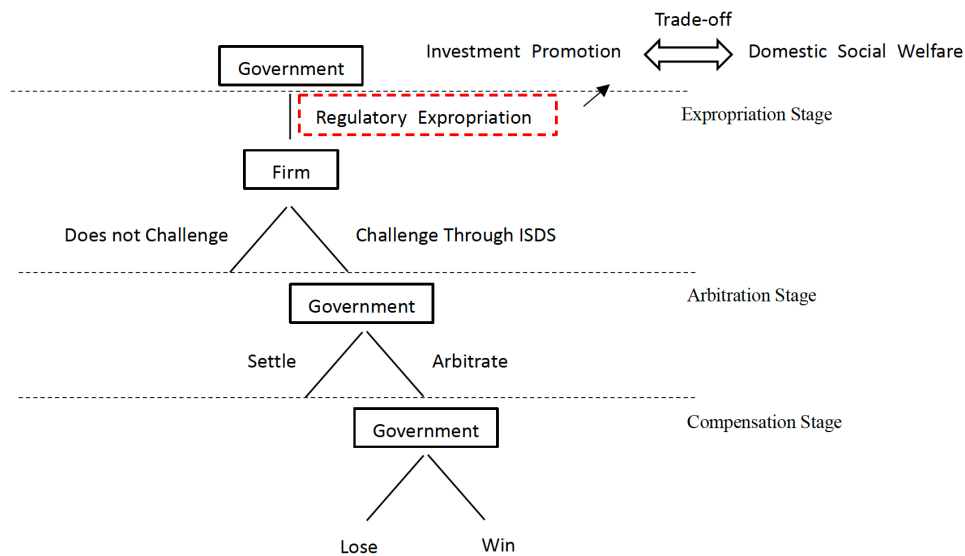 Trade-off
Investment Promotion
Domestic Social Welfare
Government
Regulatory Expropriation
Expropriation Stage
Firm
Does not Challenge
Challenge Through ISDS
Government
Arbitration Stage
Settle
Arbitrate
Government
Compensation Stage
Lose
Win